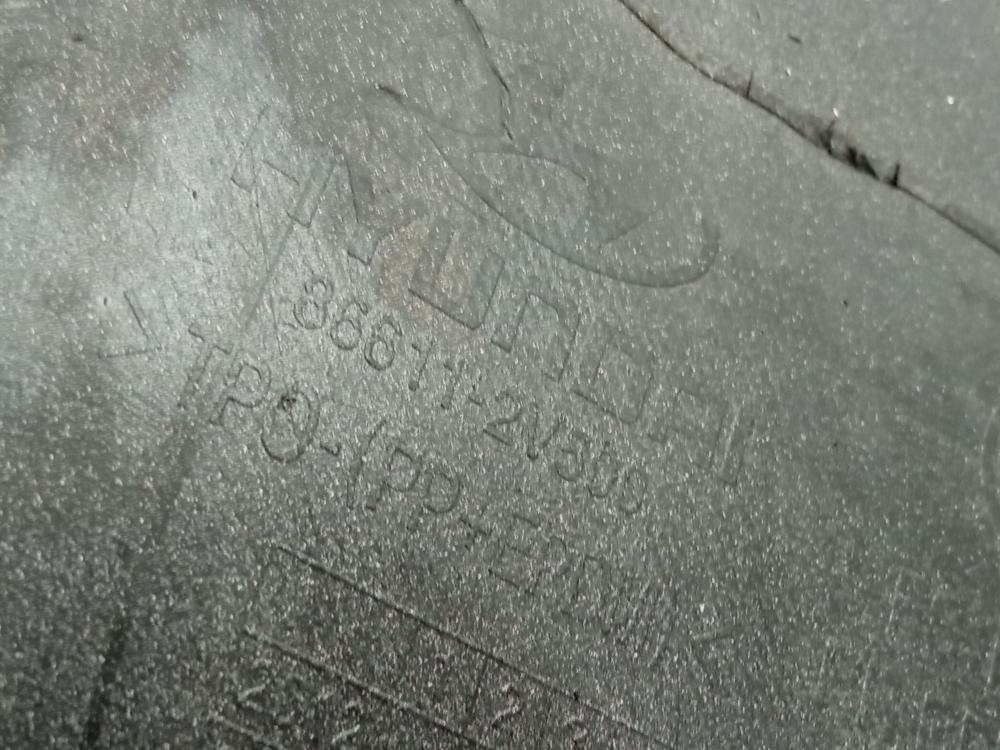 HYUNDAI
86611-2V300
>TPO-(PP+EPDM)<